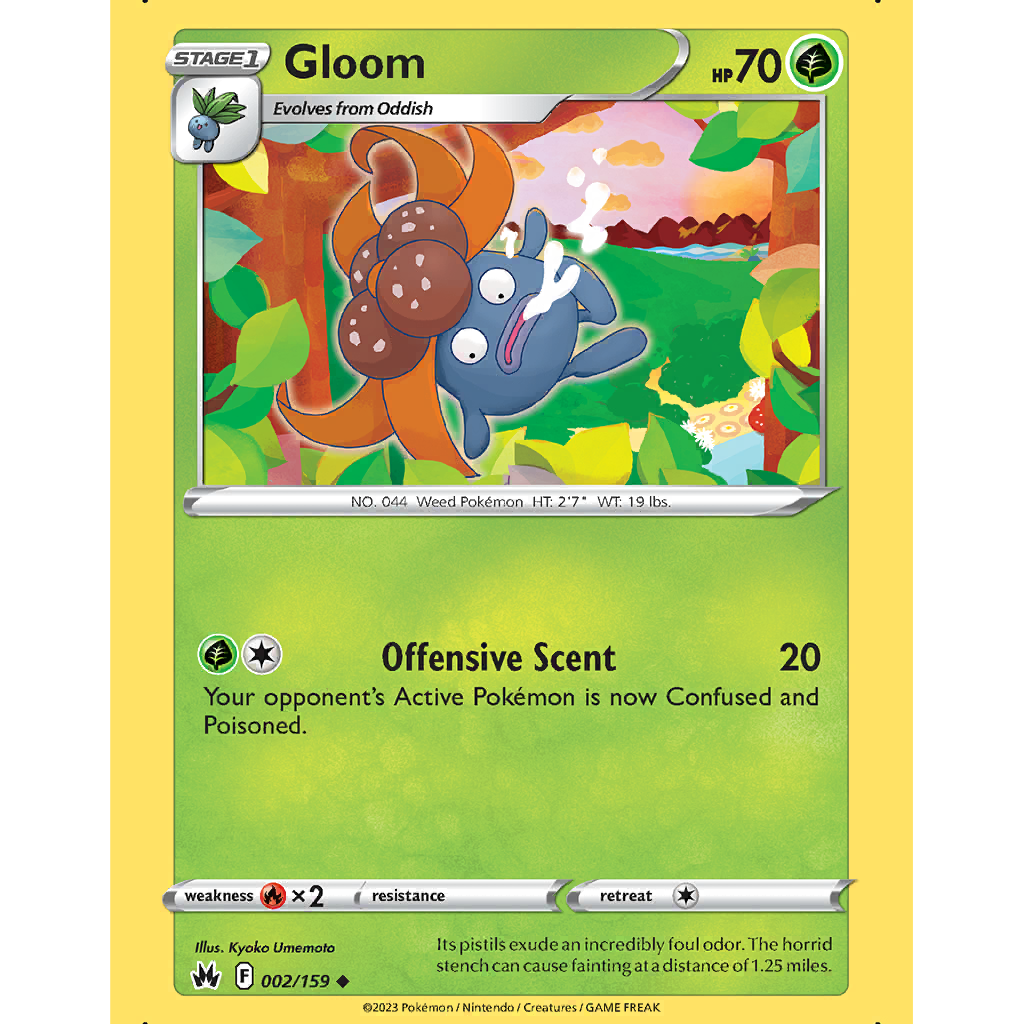 STAGE1 Gloom HP70
Evolves from Oddish
NO. 044 Weed Pokémon HT: 2'7" WT: 19 lbs.
Offensive Scent 20
Your opponent's Active Pokémon is now Confused and
Poisoned.
weakness ×2 resistance retreat
Illus. Kyoko Umemoto
Its pistils exude an incredibly foul odor. The horrid
stench can cause fainting at a distance of 1.25 miles.
F 002/159 ◆
©2023 Pokémon / Nintendo / Creatures / GAME FREAK